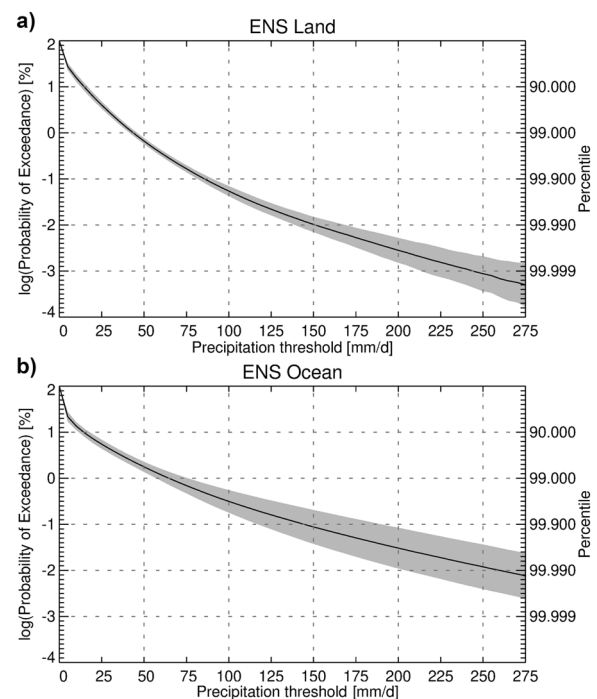 a)
ENS Land
log(Probability of Exceedance) [%]
2
1
0
-1
-2
-3
-4
90.000
99.000
99.900
99.990
99.999
Percentile
0 25 50 75 100 125 150 175 200 225 250 275
Precipitation threshold [mm/d]
b)
ENS Ocean
log(Probability of Exceedance) [%]
2
1
0
-1
-2
-3
-4
90.000
99.000
99.900
99.990
99.999
Percentile
0 25 50 75 100 125 150 175 200 225 250 275
Precipitation threshold [mm/d]